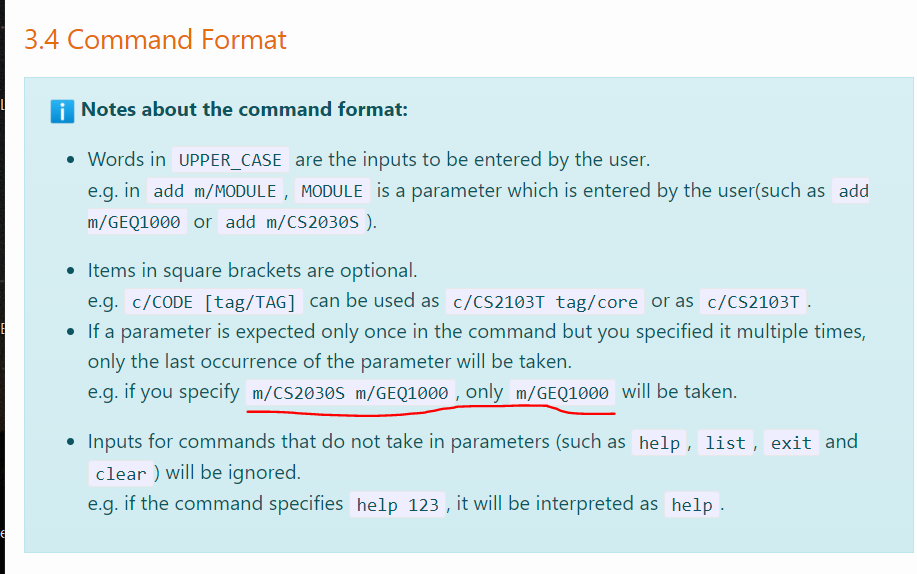 3.4 Command Format
i Notes about the command format:
• Words in UPPER_CASE are the inputs to be entered by the user.
e.g. in add m/MODULE , MODULE is a parameter which is entered by the user(such as add
m/GEQ1000 or add m/CS2030S ).
• Items in square brackets are optional.
e.g. c/CODE [tag/TAG] can be used as c/CS2103T tag/core or as c/CS2103T .
• If a parameter is expected only once in the command but you specified it multiple times,
only the last occurrence of the parameter will be taken.
e.g. if you specify m/CS2030S m/GEQ1000 , only m/GEQ1000 will be taken.
• Inputs for commands that do not take in parameters (such as help , list , exit and
clear ) will be ignored.
e.g. if the command specifies help 123 , it will be interpreted as help .